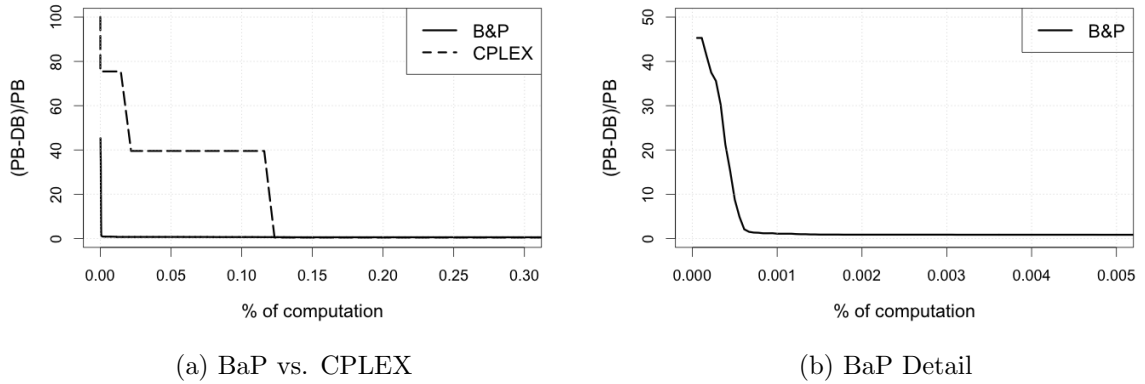 B&P
CPLEX
(PB-DB)/PB
100
80
60
40
20
0
0.00 0.05 0.10 0.15 0.20 0.25 0.30
% of computation
(a) BaP vs. CPLEX
B&P
(PB-DB)/PB
50
40
30
20
10
0
0.000 0.001 0.002 0.003 0.004 0.005
% of computation
(b) BaP Detail